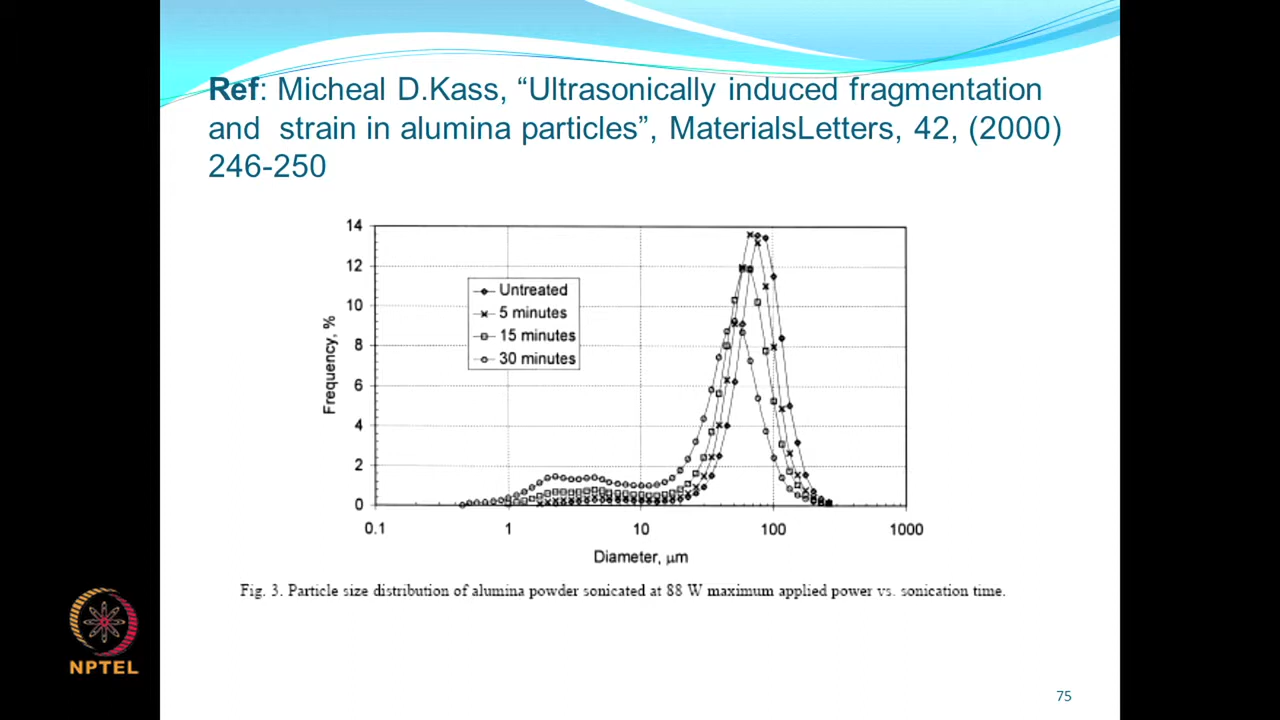 Ref: Micheal D.Kass, “Ultrasonically induced fragmentation
and strain in alumina particles”, MaterialsLetters, 42, (2000)
246-250
14
12
10
8
6
4
2
0
Frequency, %
Untreated
5 minutes
15 minutes
30 minutes
0.1 1 10 100 1000
Diameter, μm
Fig. 3. Particle size distribution of alumina powder sonicated at 88 W maximum applied power vs. sonication time.
NPTEL
75